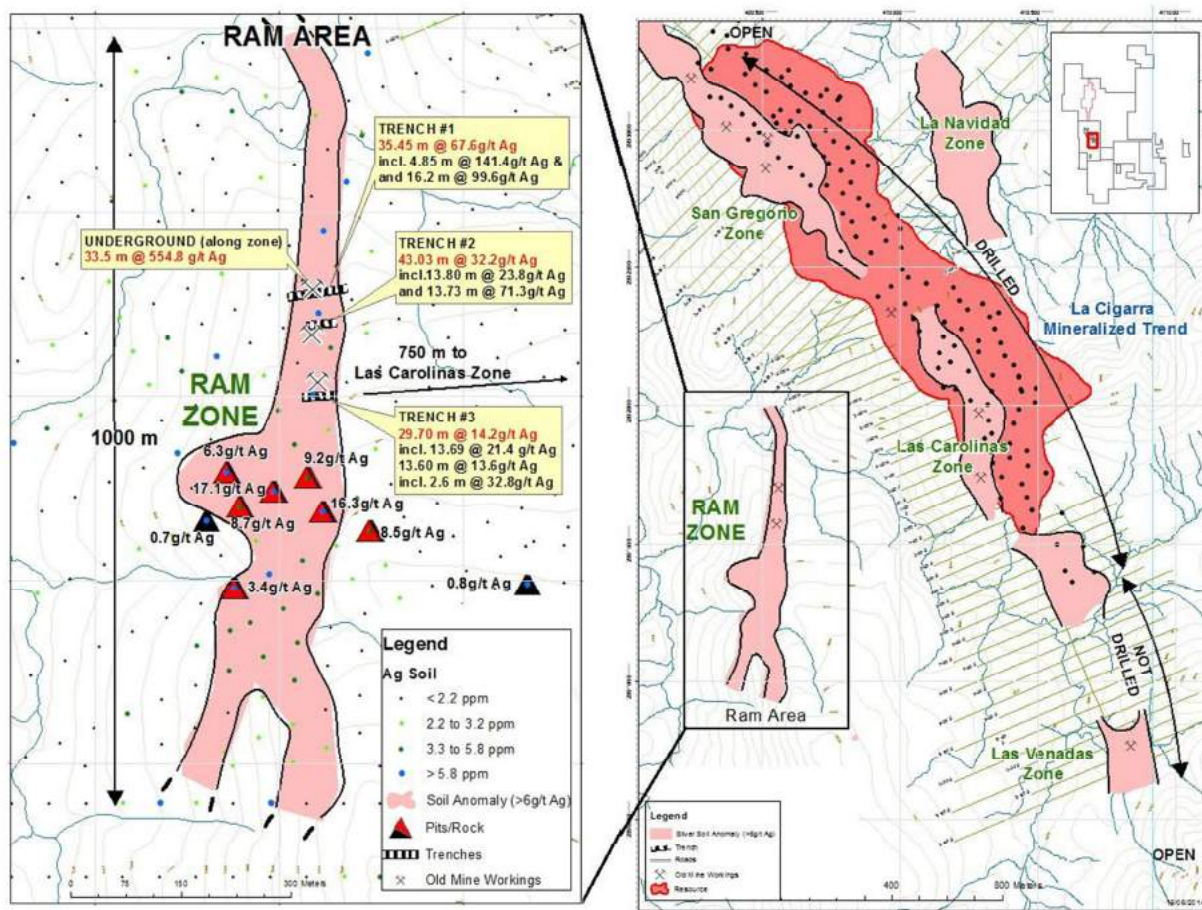 RAM AREA
TRENCH #1
35.45 m @ 67.6g/t Ag
incl. 4.85 m @ 141.4g/t Ag &
and 16.2 m @ 99.6g/t Ag
UNDERGROUND (along zone)
33.5 m @ 554.8 g/t Ag
TRENCH #2
43.03 m @ 32.2g/t Ag
incl.13.80 m @ 23.8g/t Ag
and 13.73 m @ 71.3g/t Ag
750 m to
Las Carolinas Zone
RAM
ZONE
1000 m
TRENCH #3
29.70 m @ 14.2g/t Ag
incl. 13.69 @ 21.4 g/t Ag
13.60 m @ 13.6g/t Ag
incl. 2.6 m @ 32.8g/t Ag
6.3g/t Ag
9.2g/t Ag
17.1g/t Ag
16.3g/t Ag
8.7g/t Ag
8.5g/t Ag
0.7g/t Ag
3.4g/t Ag
0.8g/t Ag
Legend
Ag Soil
<2.2 ppm
2.2 to 3.2 ppm
3.3 to 5.8 ppm
>5.8 ppm
Soil Anomaly (>6g/t Ag)
Pits/Rock
Trenches
Old Mine Workings
0 75 150 300 Meters
OPEN
La Navidad
Zone
San Gregorio
Zone
DRILLED
La Cigarra
Mineralized Trend
Las Carolinas
Zone
RAM
ZONE
Ram Area
NOT
DRILLED
Las Venadas
Zone
OPEN
Legend
Silver Soil Anomaly (>6g/t Ag)
Trench
Roads
Old Mine Workings
Resource
400 800 Meters